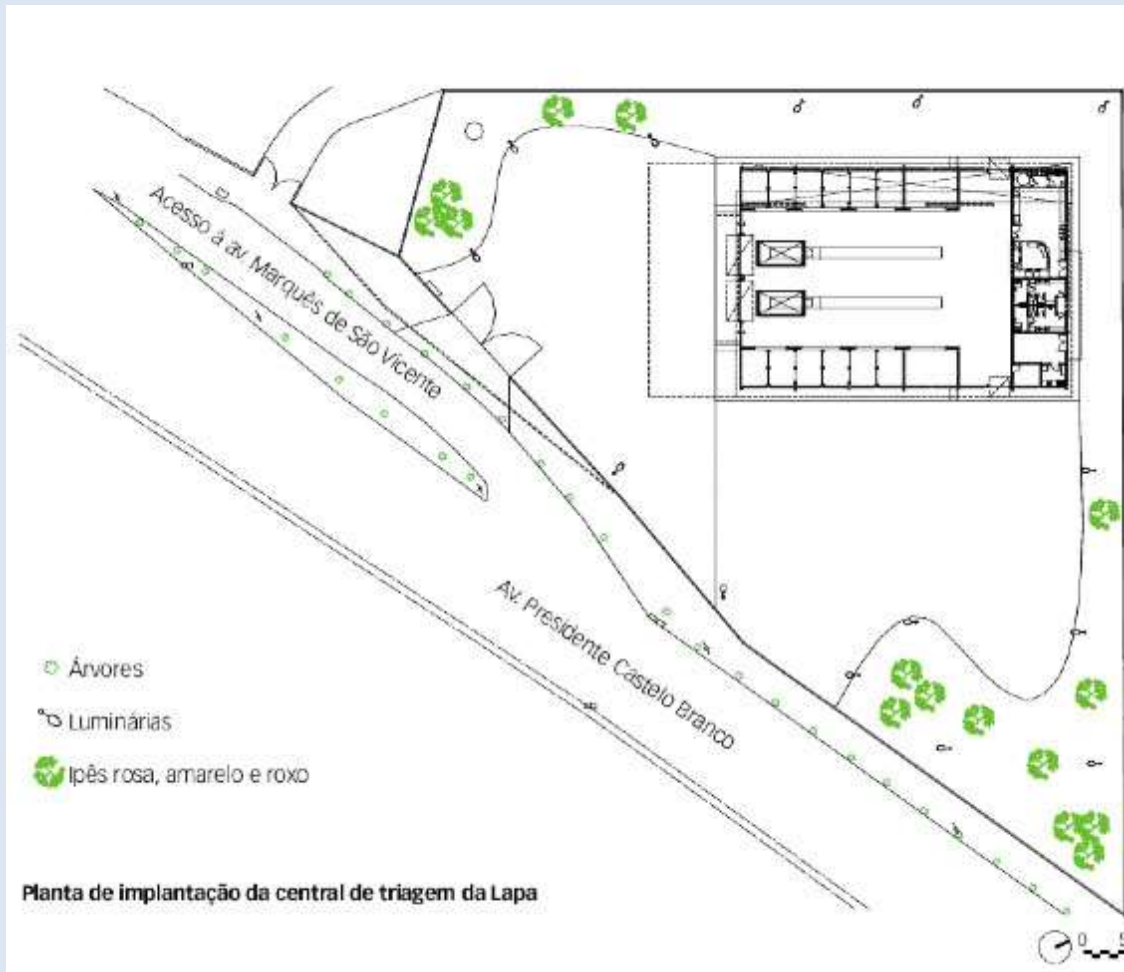 Acesso à av. Marquês de São Vicente
Av. Presidente Castelo Branco
Árvores
Luminárias
Ipês rosa, amarelo e roxo
Planta de implantação da central de triagem da Lapa
0 5